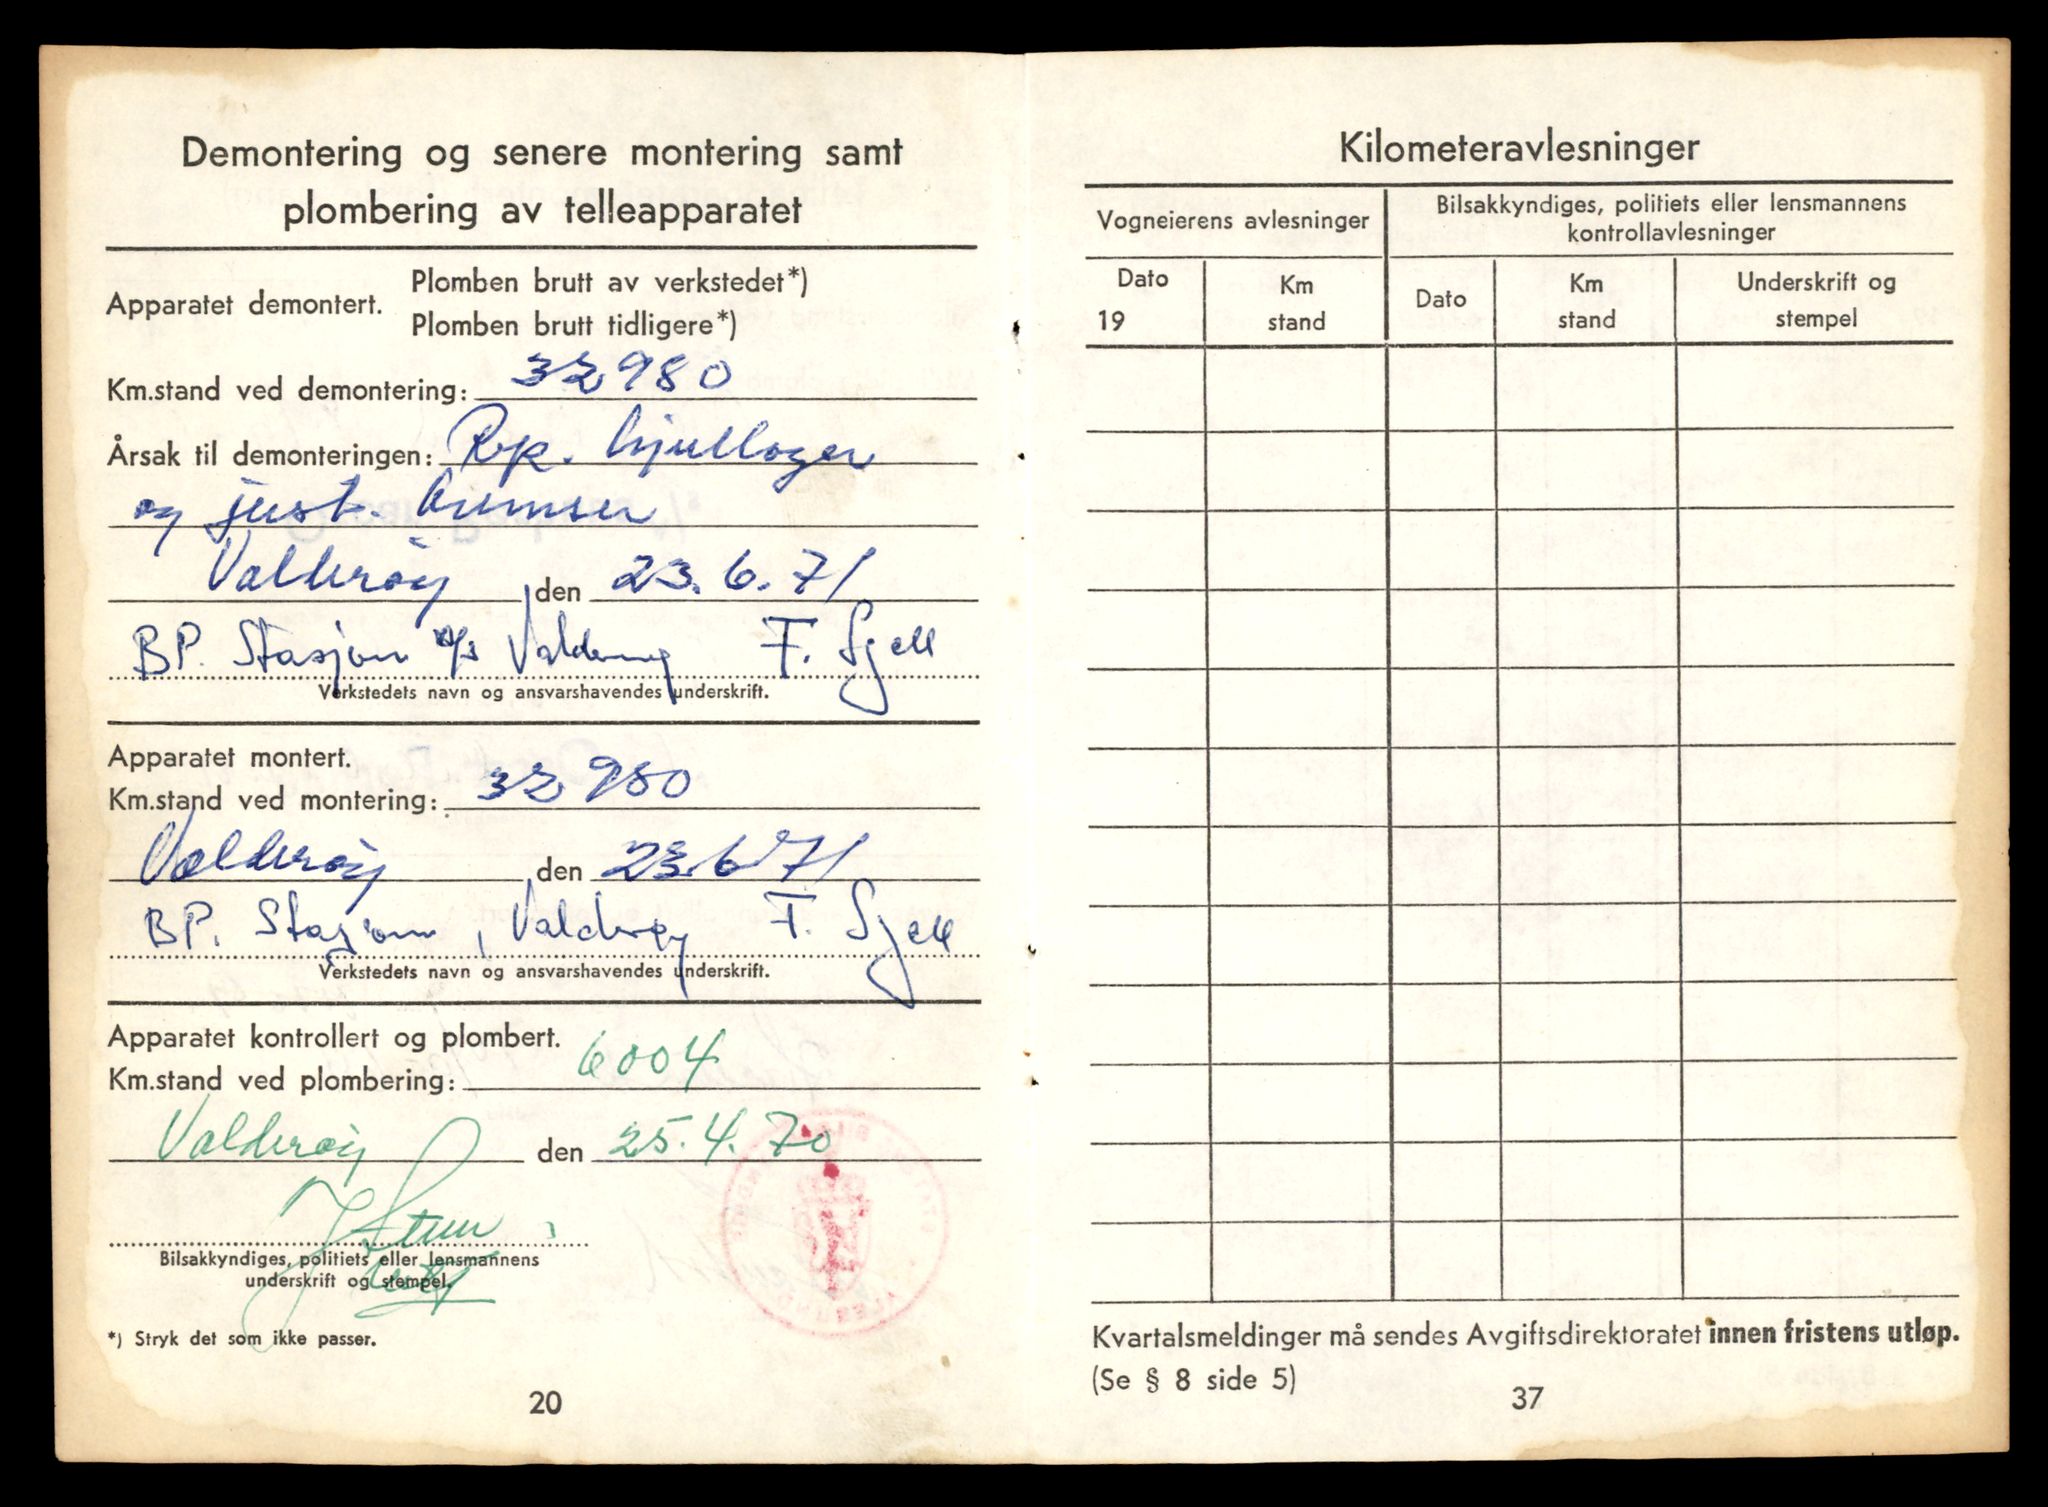 Demontering og senere montering samt
plombering av telleapparatet
Apparatet demontert.
Plomben brutt av verkstedet*)
Plomben brutt tidligere*)
Km.stand ved demontering: 32980
Årsak til demonteringen: Rep. hjullager
og just. bremser
Valderøy den 23.6.71
BP. Stasjon a/s Valderøy F. Fjell
Verkstedets navn og ansvarshavendes underskrift.
Apparatet montert.
Km.stand ved montering: 32980
Valderøy den 23.6.71
BP. Stasjon, Valderøy F. Fjell
Verkstedets navn og ansvarshavendes underskrift.
Apparatet kontrollert og plombert.
Km.stand ved plombering: 6004
Valderøy den 25.4.70
Bilsakkyndiges, politiets eller lensmannens
underskrift og stempel.
*) Stryk det som ikke passer.
20
Kilometeravlesninger
Vogneierens avlesninger
Bilsakkyndiges, politiets eller lensmannens
kontrollavlesninger
Dato
19
Km
stand
Dato
Km
stand
Underskrift og
stempel
Kvartalsmeldinger må sendes Avgiftsdirektoratet innen fristens utløp.
(Se § 8 side 5)
37